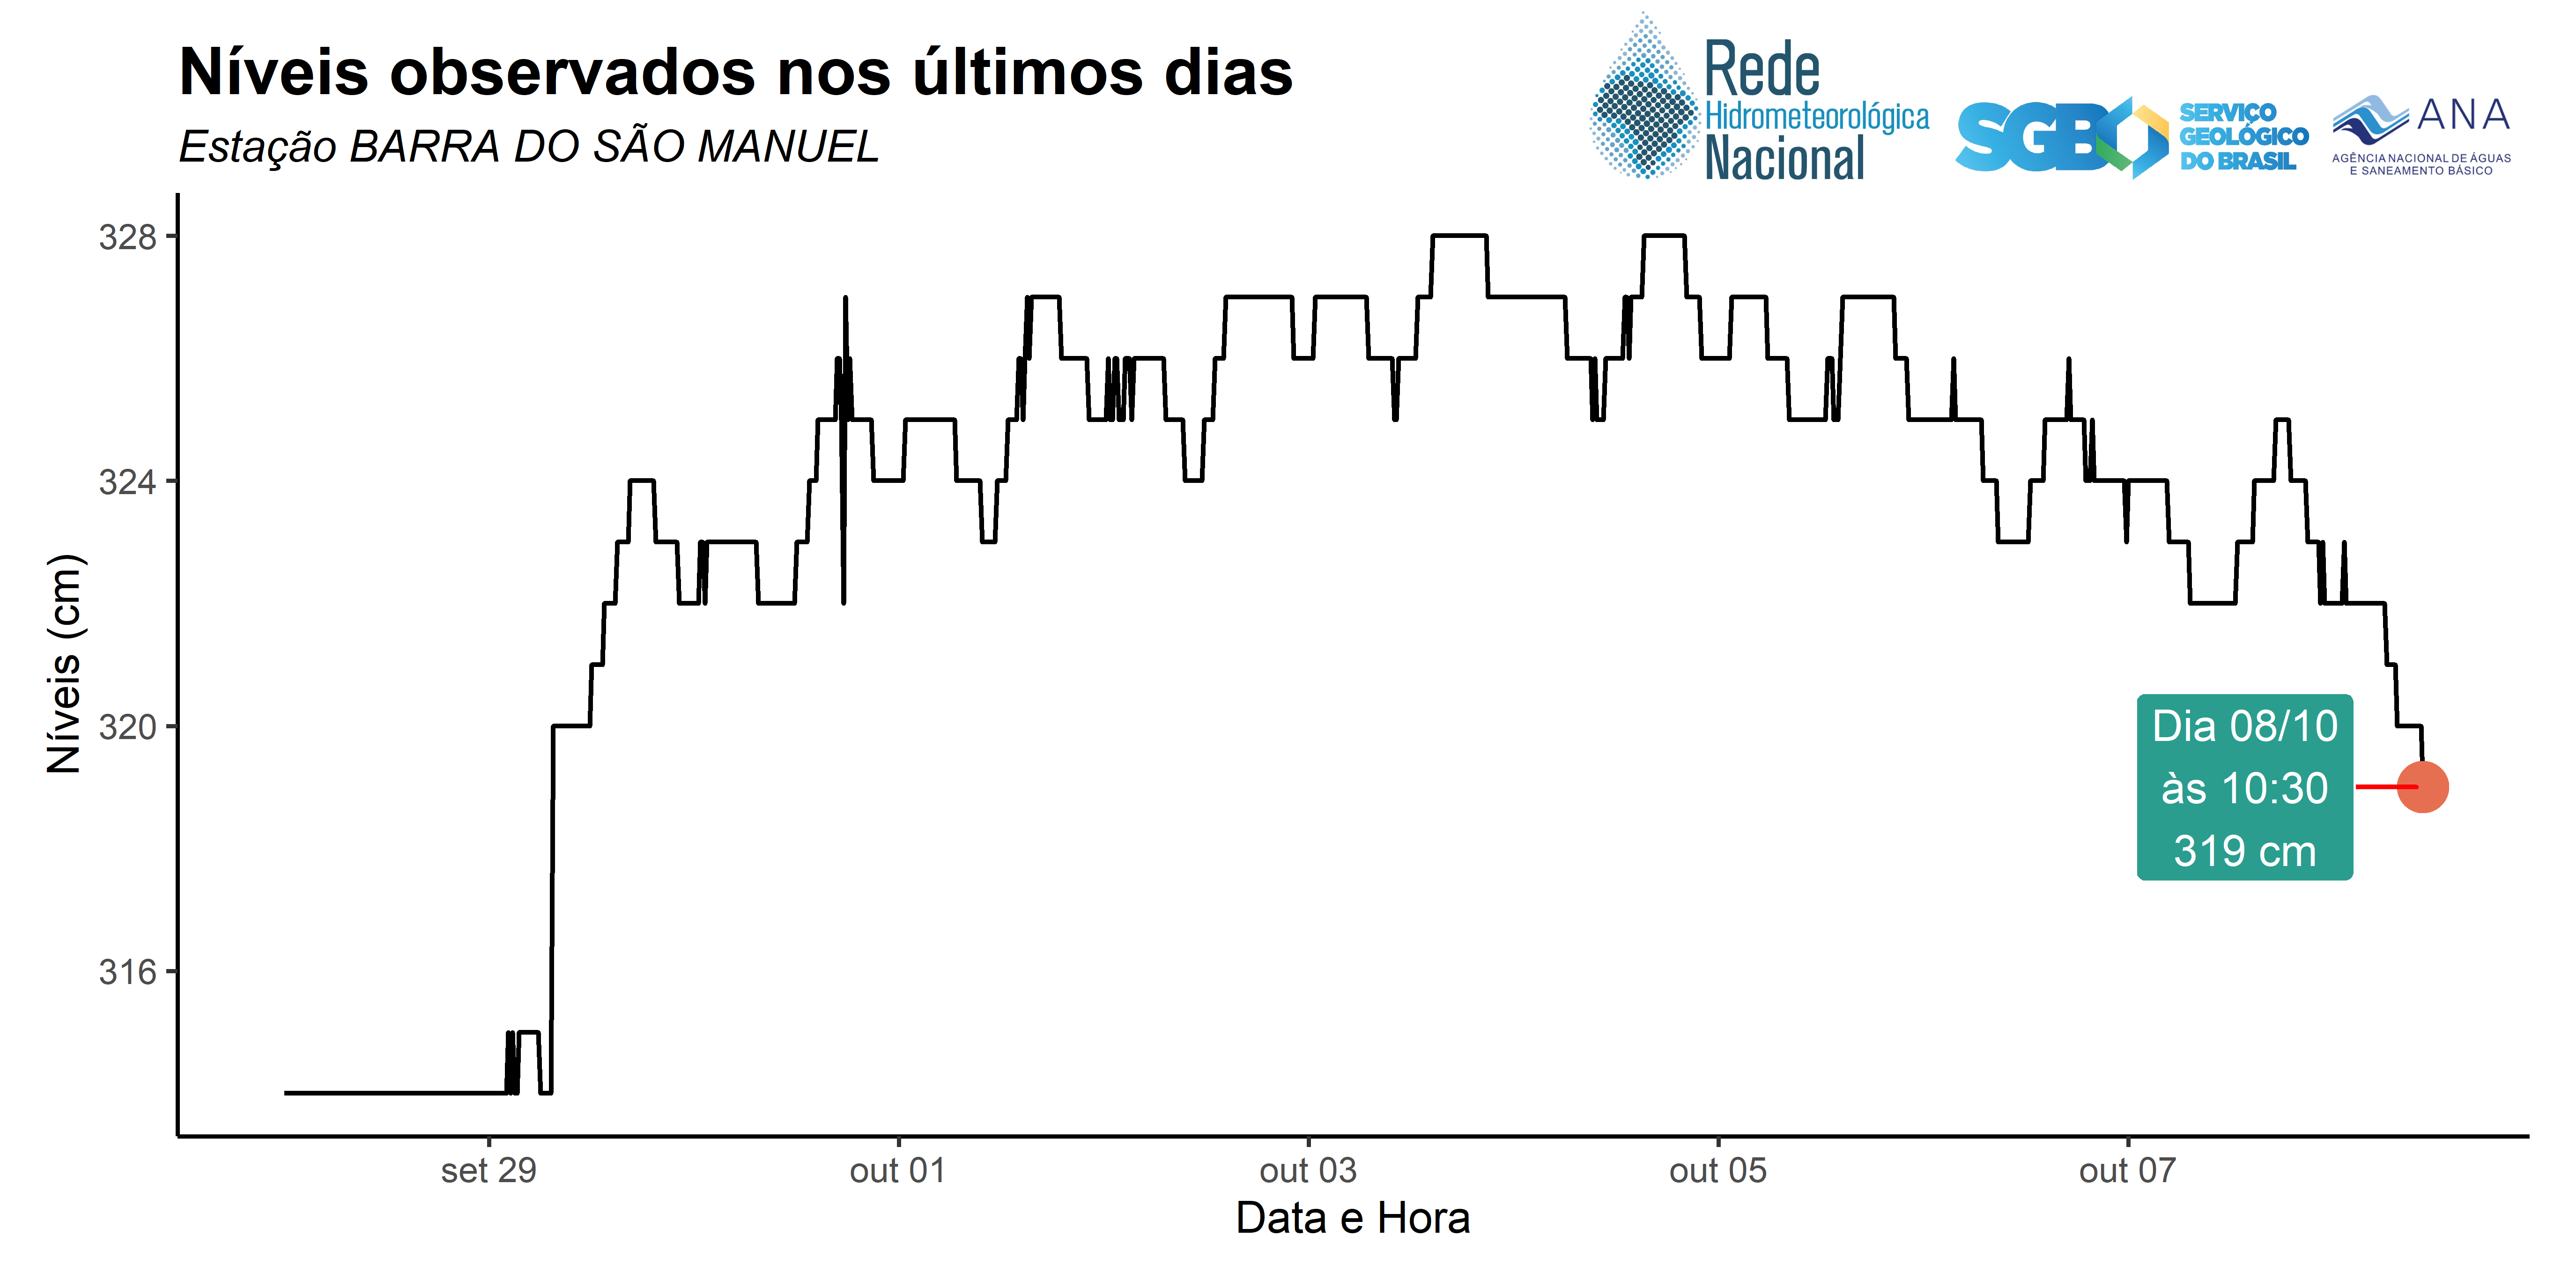 Níveis observados nos últimos dias
Estação BARRA DO SÃO MANUEL
Rede
Hidrometeorológica
Nacional
SGB
SERVIÇO
GEOLÓGICO
DO BRASIL
ANA
AGÊNCIA NACIONAL DE ÁGUAS
E SANEAMENTO BÁSICO
Níveis (cm)
328
324
320
316
Dia 08/10
às 10:30
319 cm
set 29
out 01
out 03
out 05
out 07
Data e Hora